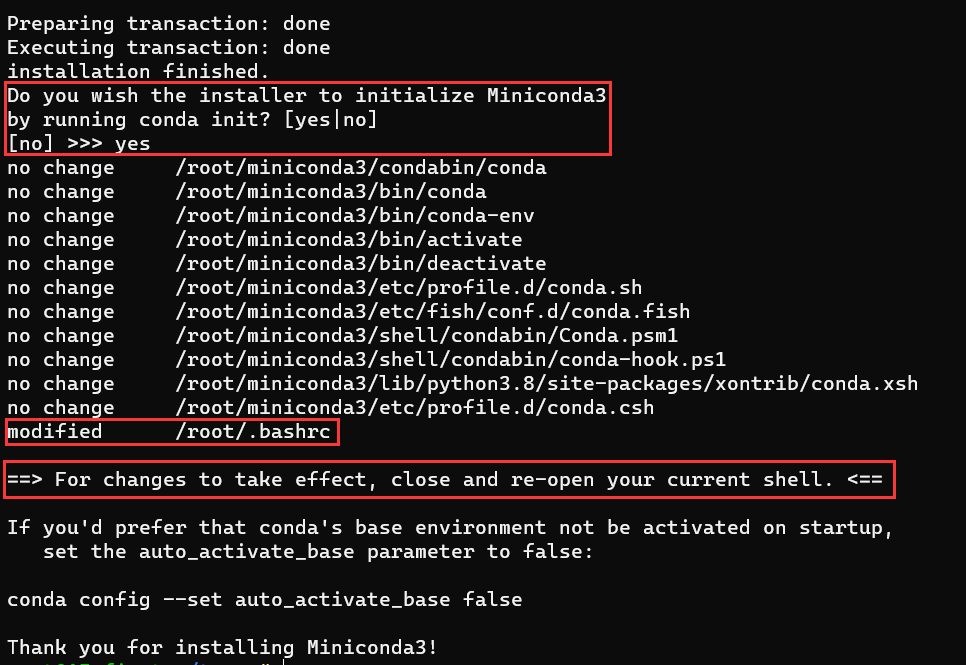 Preparing transaction: done
Executing transaction: done
installation finished.
Do you wish the installer to initialize Miniconda3
by running conda init? [yes|no]
[no] >>> yes
no change     /root/miniconda3/condabin/conda
no change     /root/miniconda3/bin/conda
no change     /root/miniconda3/bin/conda-env
no change     /root/miniconda3/bin/activate
no change     /root/miniconda3/bin/deactivate
no change     /root/miniconda3/etc/profile.d/conda.sh
no change     /root/miniconda3/etc/fish/conf.d/conda.fish
no change     /root/miniconda3/shell/condabin/Conda.psm1
no change     /root/miniconda3/shell/condabin/conda-hook.ps1
no change     /root/miniconda3/lib/python3.8/site-packages/xontrib/conda.xsh
no change     /root/miniconda3/etc/profile.d/conda.csh
modified      /root/.bashrc
==> For changes to take effect, close and re-open your current shell. <==
If you'd prefer that conda's base environment not be activated on startup,
   set the auto_activate_base parameter to false:
conda config --set auto_activate_base false
Thank you for installing Miniconda3!